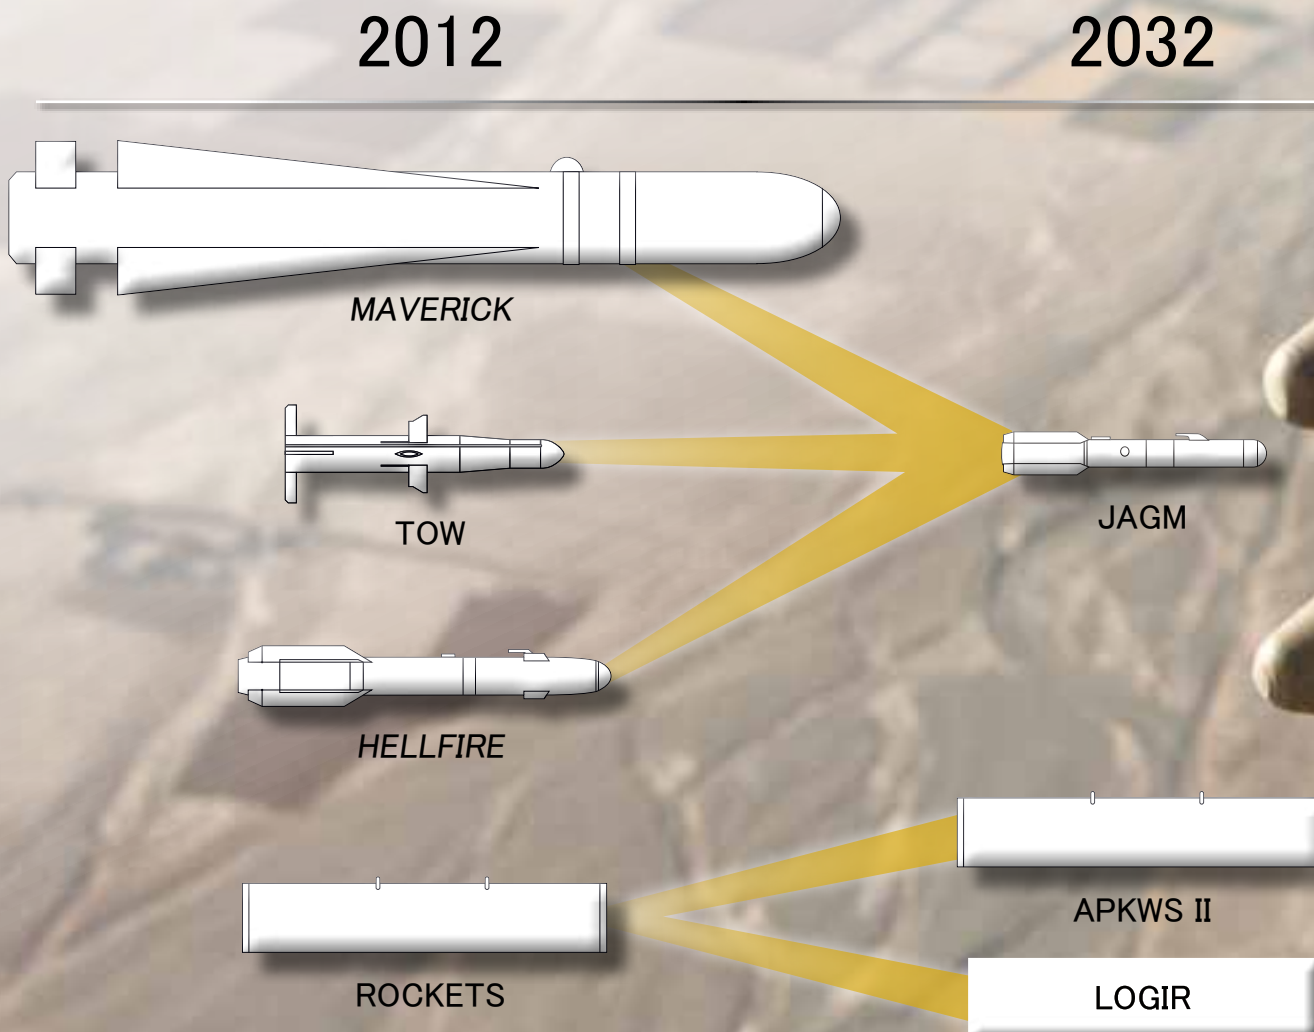 2012
2032
MAVERICK
TOW
JAGM
HELLFIRE
APKWS II
ROCKETS
LOGIR